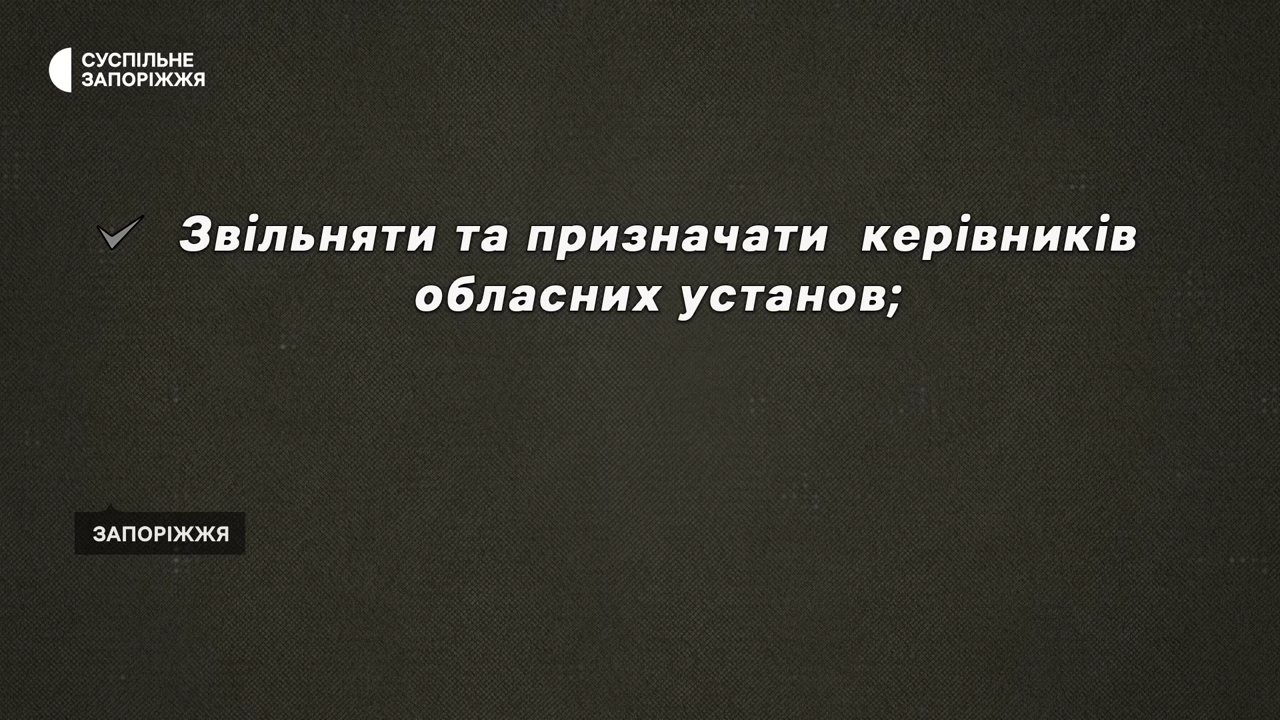 СУСПІЛЬНЕ
ЗАПОРІЖЖЯ
Звільняти та призначати керівників
обласних установ;
ЗАПОРІЖЖЯ